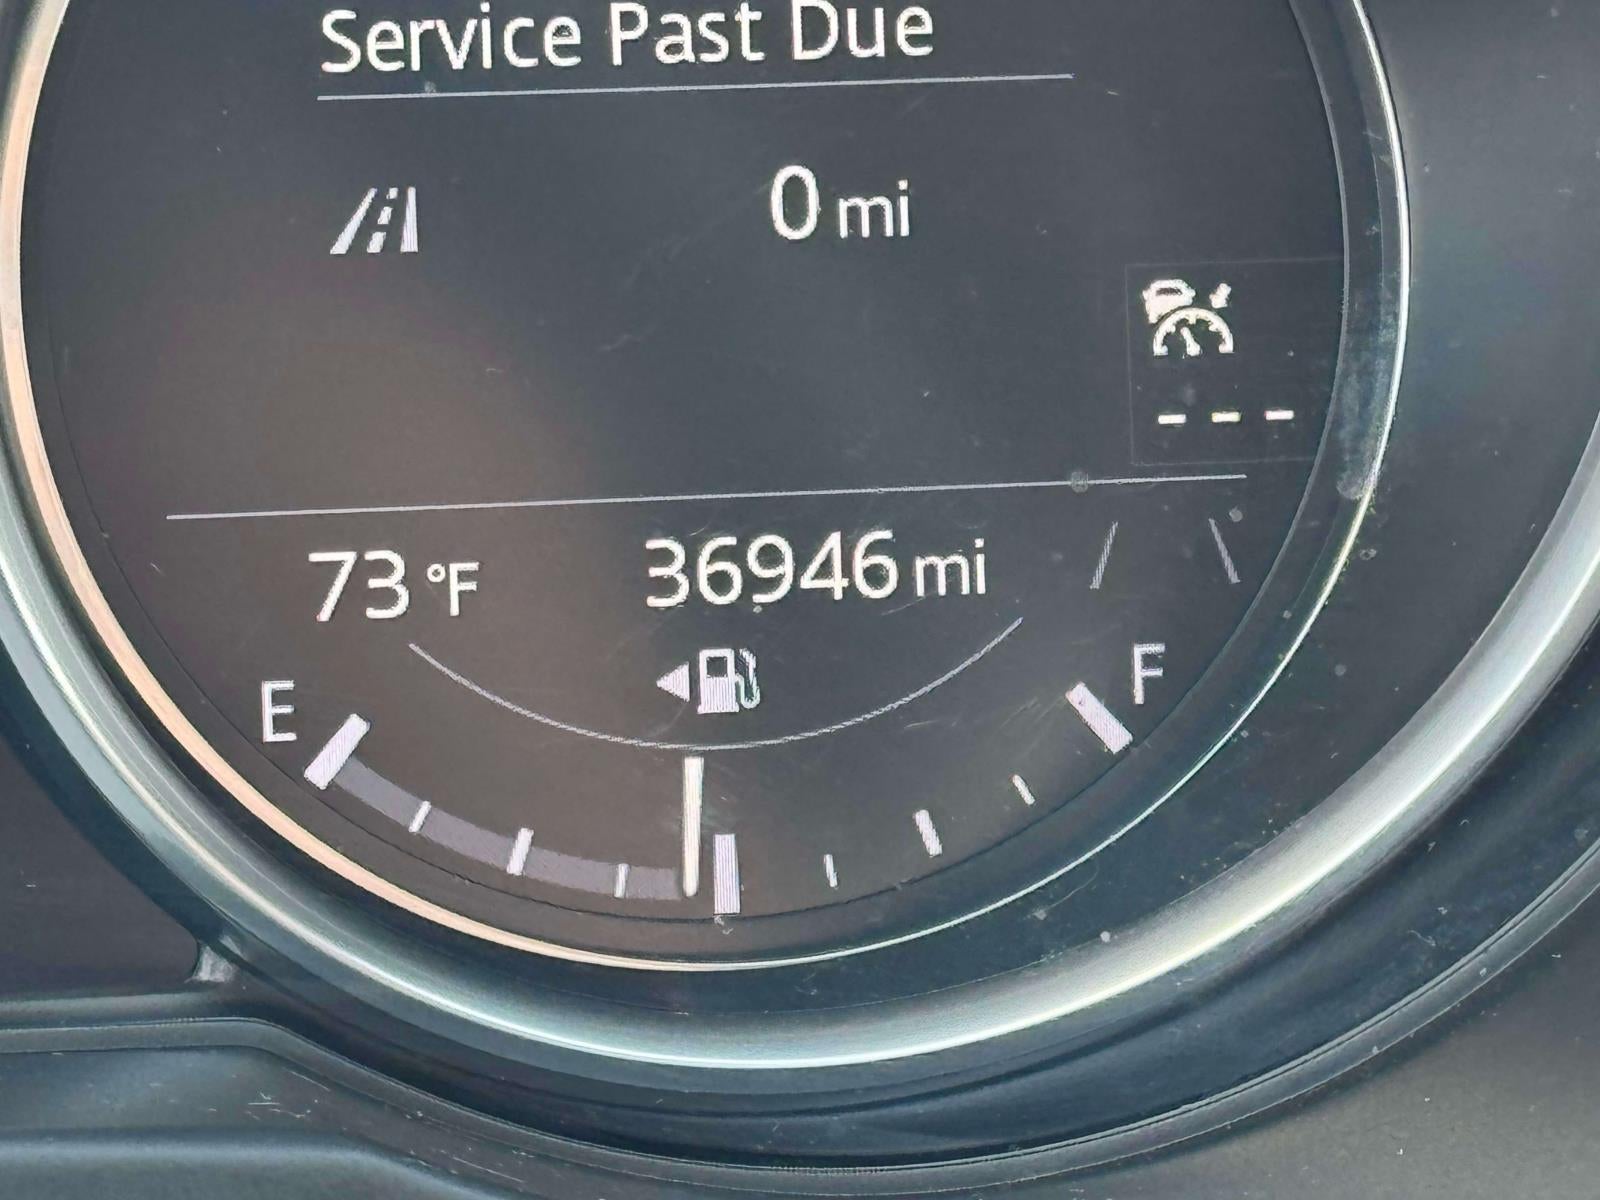 Service Past Due
0 mi
- - -
73 °F 36946 mi
E F